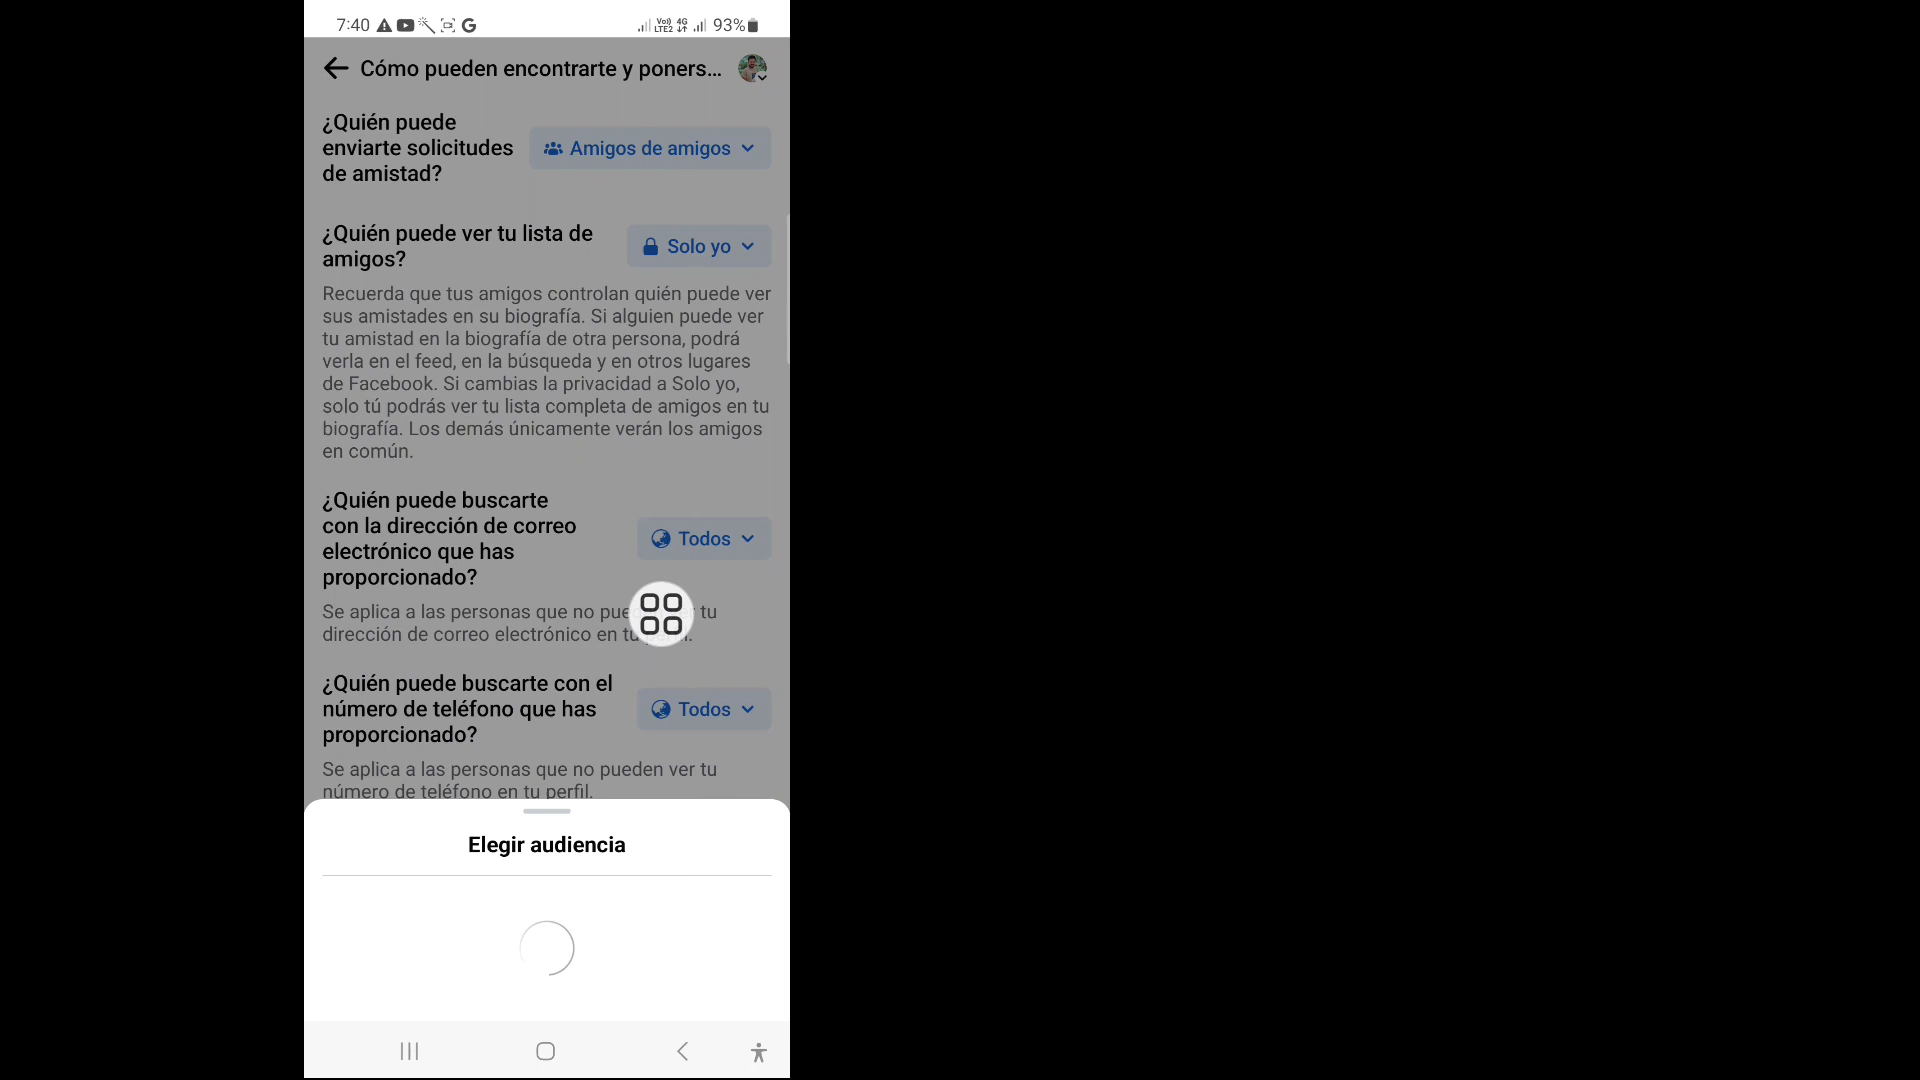 7:40
Vo)) LTE2 4G 93%
Cómo pueden encontrarte y poners...
¿Quién puede
enviarte solicitudes
de amistad?
Amigos de amigos
¿Quién puede ver tu lista de
amigos?
Solo yo
Recuerda que tus amigos controlan quién puede ver
sus amistades en su biografía. Si alguien puede ver
tu amistad en la biografía de otra persona, podrá
verla en el feed, en la búsqueda y en otros lugares
de Facebook. Si cambias la privacidad a Solo yo,
solo tú podrás ver tu lista completa de amigos en tu
biografía. Los demás únicamente verán los amigos
en común.
¿Quién puede buscarte
con la dirección de correo
electrónico que has
proporcionado?
Todos
Se aplica a las personas que no tu
dirección de correo electrónico en
¿Quién puede buscarte con el
número de teléfono que has
proporcionado?
Todos
Se aplica a las personas que no pueden ver tu
número de teléfono en tu perfil.
Elegir audiencia